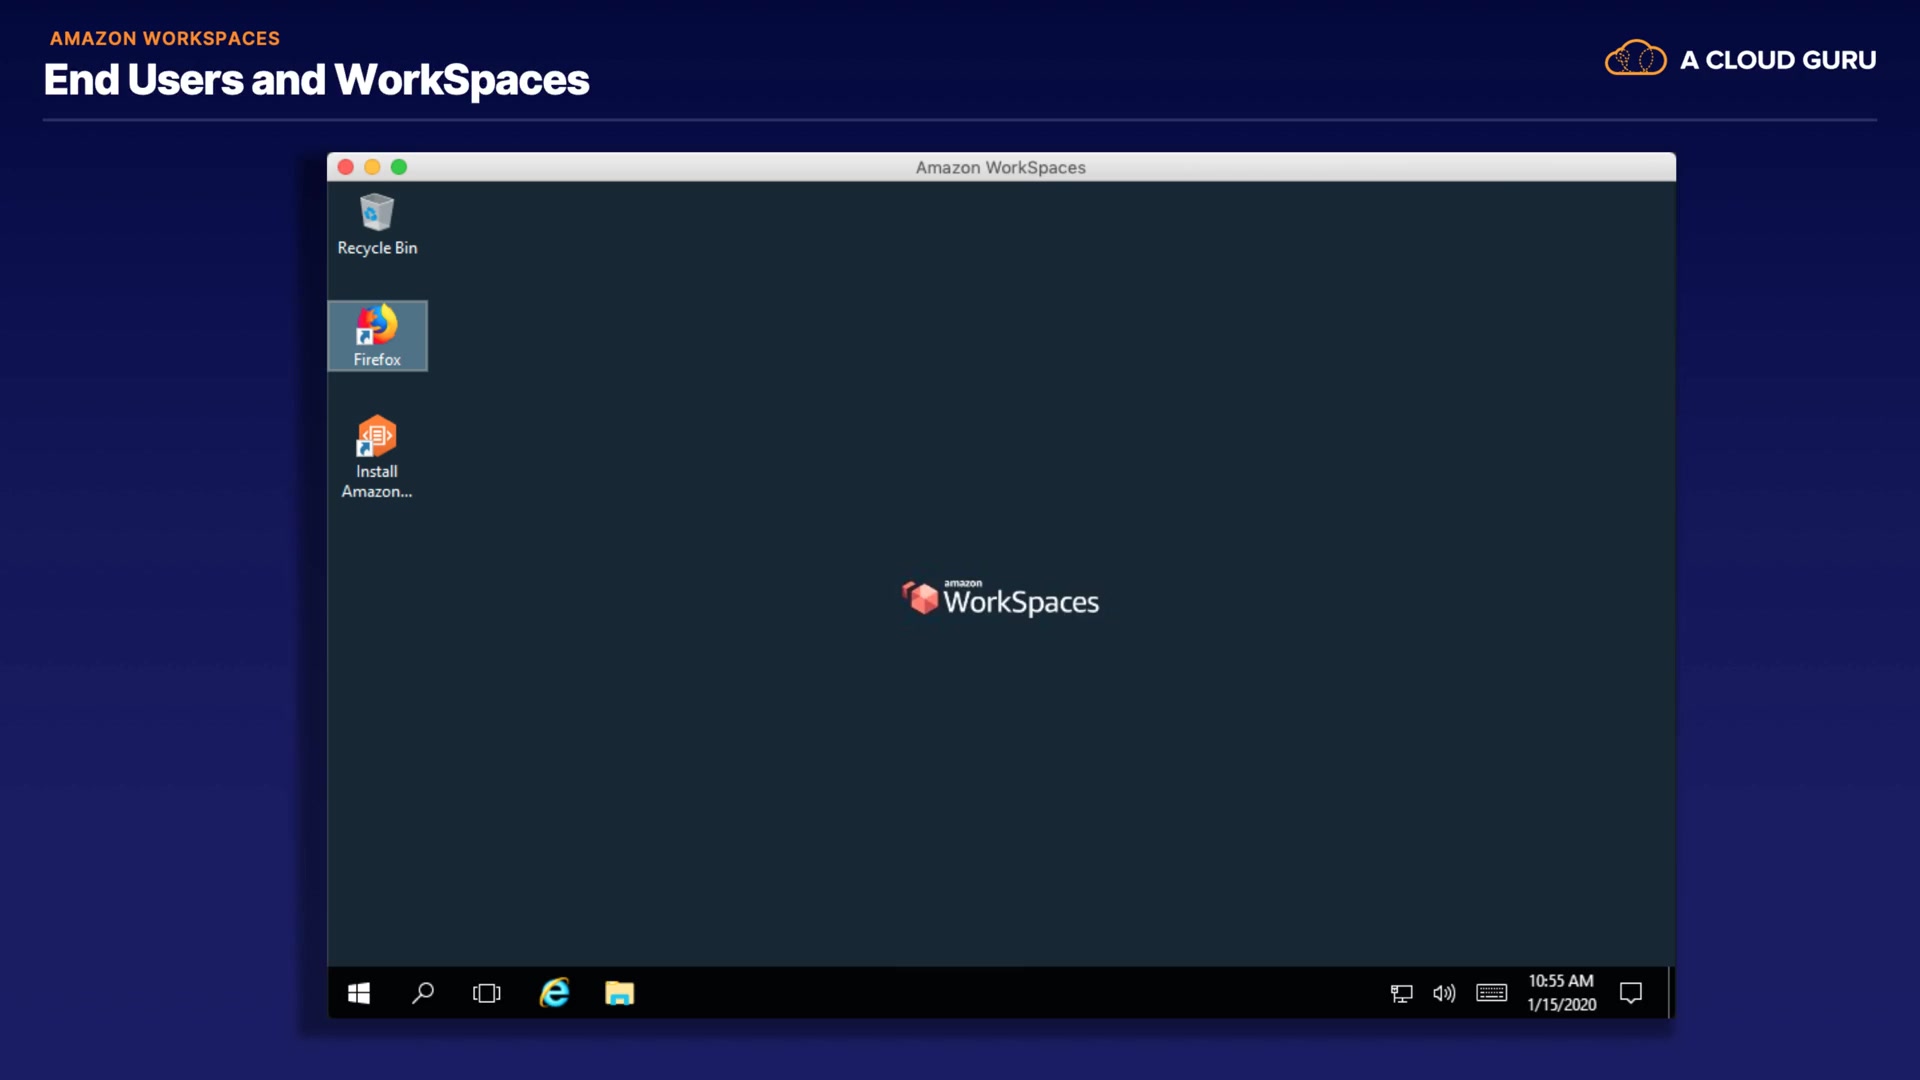 AMAZON WORKSPACES
End Users and WorkSpaces
A CLOUD GURU
Amazon WorkSpaces
Recycle Bin
Firefox
Install
Amazon...
amazon
WorkSpaces
10:55 AM
1/15/2020